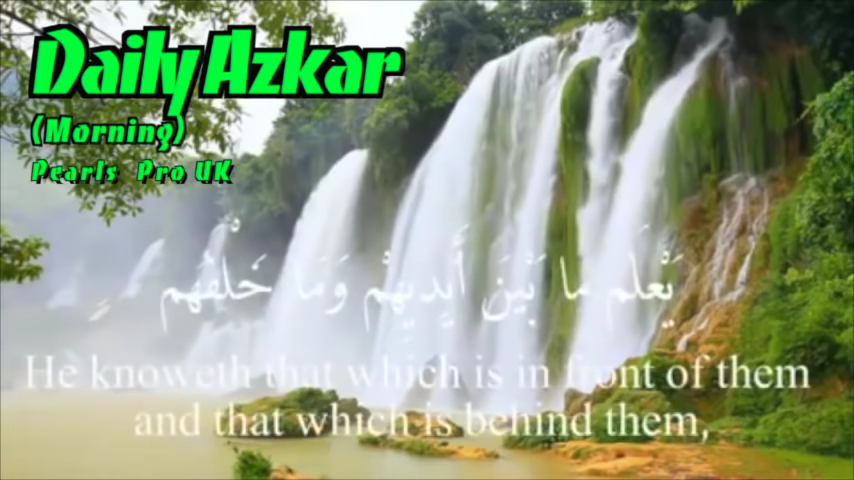 Daily Azkar
(Morning)
Pearls Pro UK
يَعْلَمُ مَا بَيْنَ أَيْدِيهِمْ وَمَا خَلْفَهُمْ
He knoweth that which is in front of them
and that which is behind them,